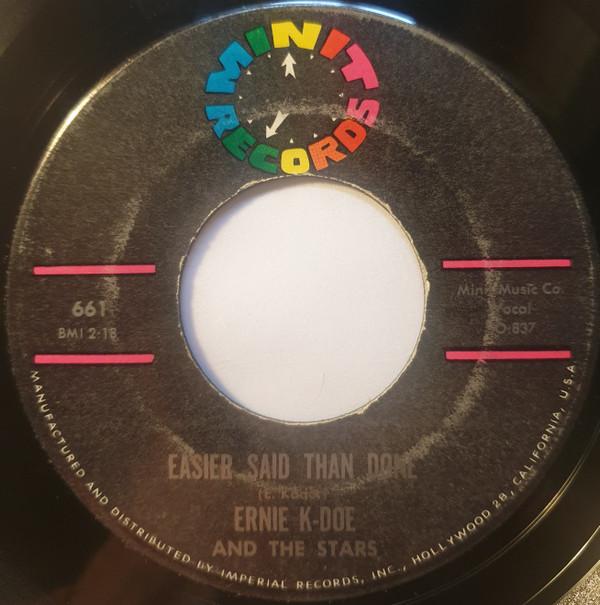 MINIT
RECORDS
661
BMI 2:18
Minit Music Co.
Vocal
O-837
EASIER SAID THAN DONE
ERNIE K-DOE
AND THE STARS
MANUFACTURED AND DISTRIBUTED BY IMPERIAL RECORDS, INC., HOLLYWOOD 28, CALIFORNIA, U.S.A.